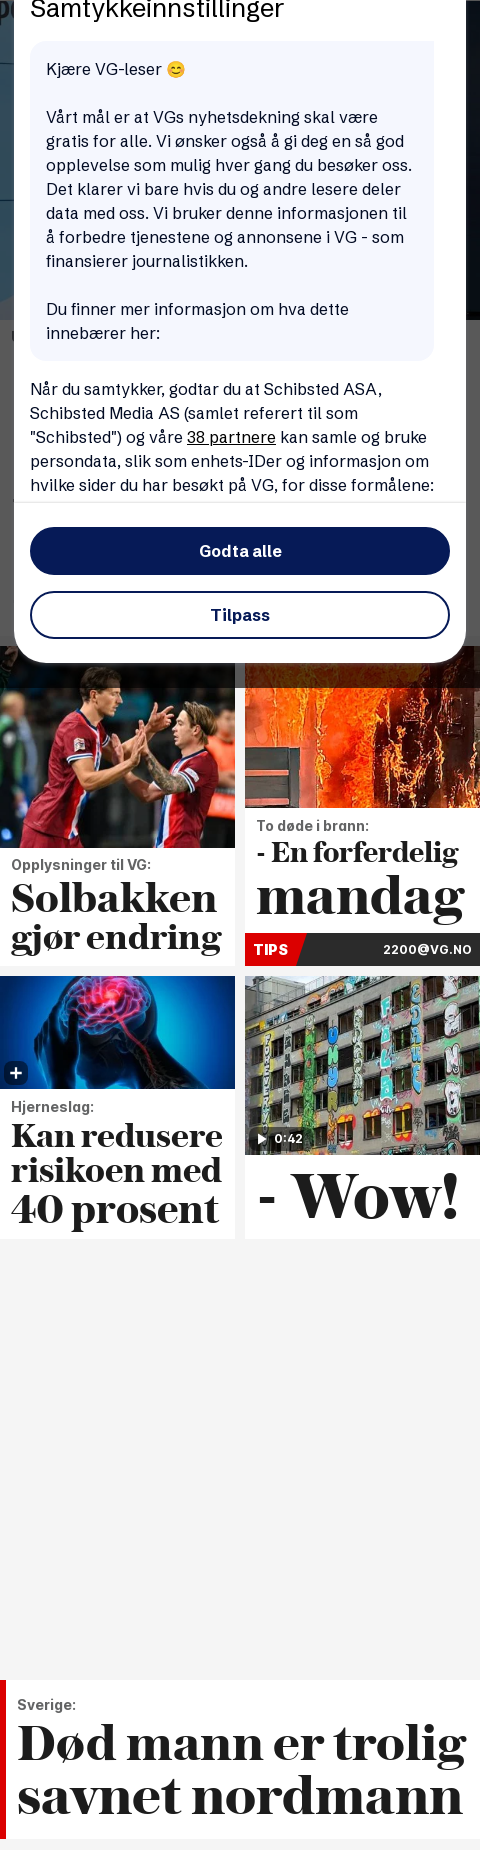 Samtykkeinnstillinger
Kjære VG-leser 😊
Vårt mål er at VGs nyhetsdekning skal være
gratis for alle. Vi ønsker også å gi deg en så god
opplevelse som mulig hver gang du besøker oss.
Det klarer vi bare hvis du og andre lesere deler
data med oss. Vi bruker denne informasjonen til
å forbedre tjenestene og annonsene i VG - som
finansierer journalistikken.
Du finner mer informasjon om hva dette
innebærer her:
Når du samtykker, godtar du at Schibsted ASA,
Schibsted Media AS (samlet referert til som
"Schibsted") og våre 38 partnere kan samle og bruke
persondata, slik som enhets-IDer og informasjon om
hvilke sider du har besøkt på VG, for disse formålene:
Godta alle
Tilpass
Opplysninger til VG:
Solbakken
gjør endring
To døde i brann:
- En forferdelig
mandag
TIPS 2200@VG.NO
Hjerneslag:
Kan redusere
risikoen med
40 prosent
0:42
- Wow!
Sverige:
Død mann er trolig
savnet nordmann